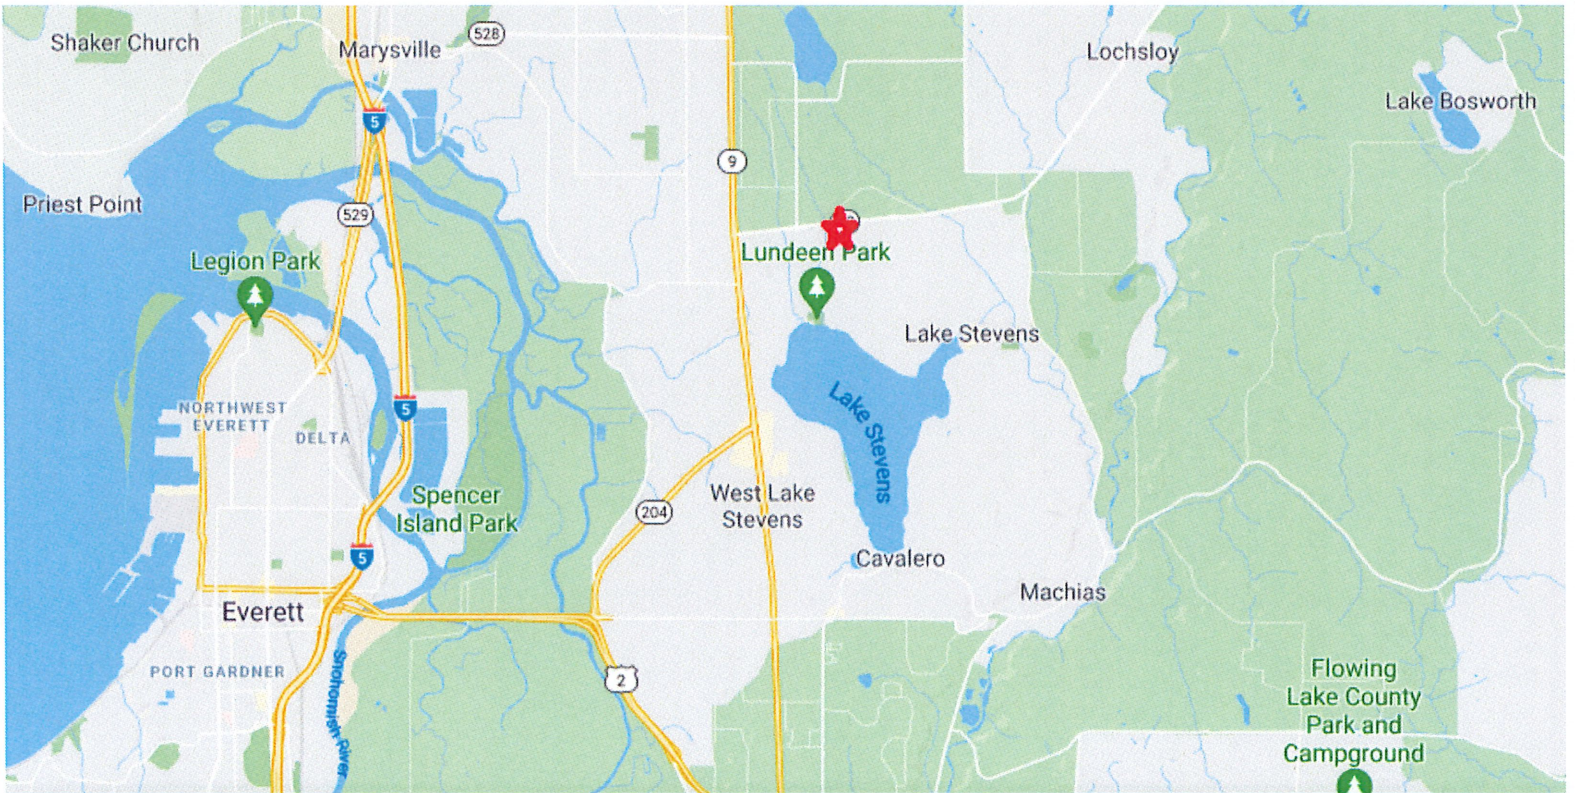 Shaker Church
Marysville
528
Lochsloy
Lake Bosworth
5
9
Priest Point
529
Legion Park
Lundeen Park
Lake Stevens
Lake Stevens
NORTHWEST
EVERETT
DELTA
5
Spencer
Island Park
204
West Lake
Stevens
5
Cavalero
Machias
Everett
PORT GARDNER
Snohomish River
2
Flowing
Lake County
Park and
Campground